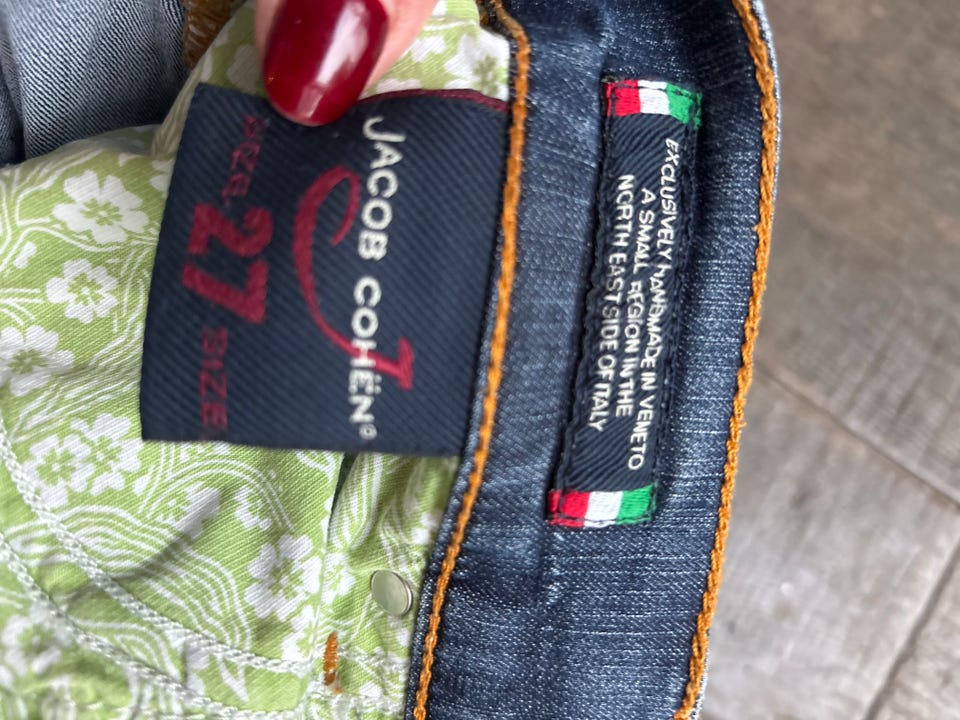 JACOB COHËN®
J
SIZE 27 SIZE
EXCLUSIVELY HANDMADE IN VENETO
A SMALL REGION IN THE
NORTH EAST SIDE OF ITALY